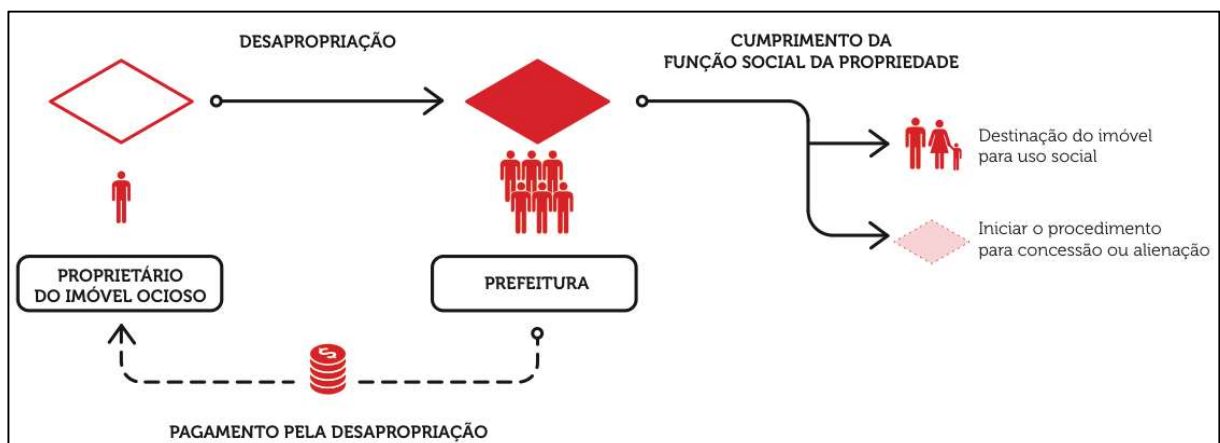 DESAPROPRIAÇÃO
CUMPRIMENTO DA
FUNÇÃO SOCIAL DA PROPRIEDADE
Destinação do imóvel
para uso social
Iniciar o procedimento
para concessão ou alienação
PROPRIETÁRIO
DO IMÓVEL OCIOSO
PREFEITURA
$
PAGAMENTO PELA DESAPROPRIAÇÃO